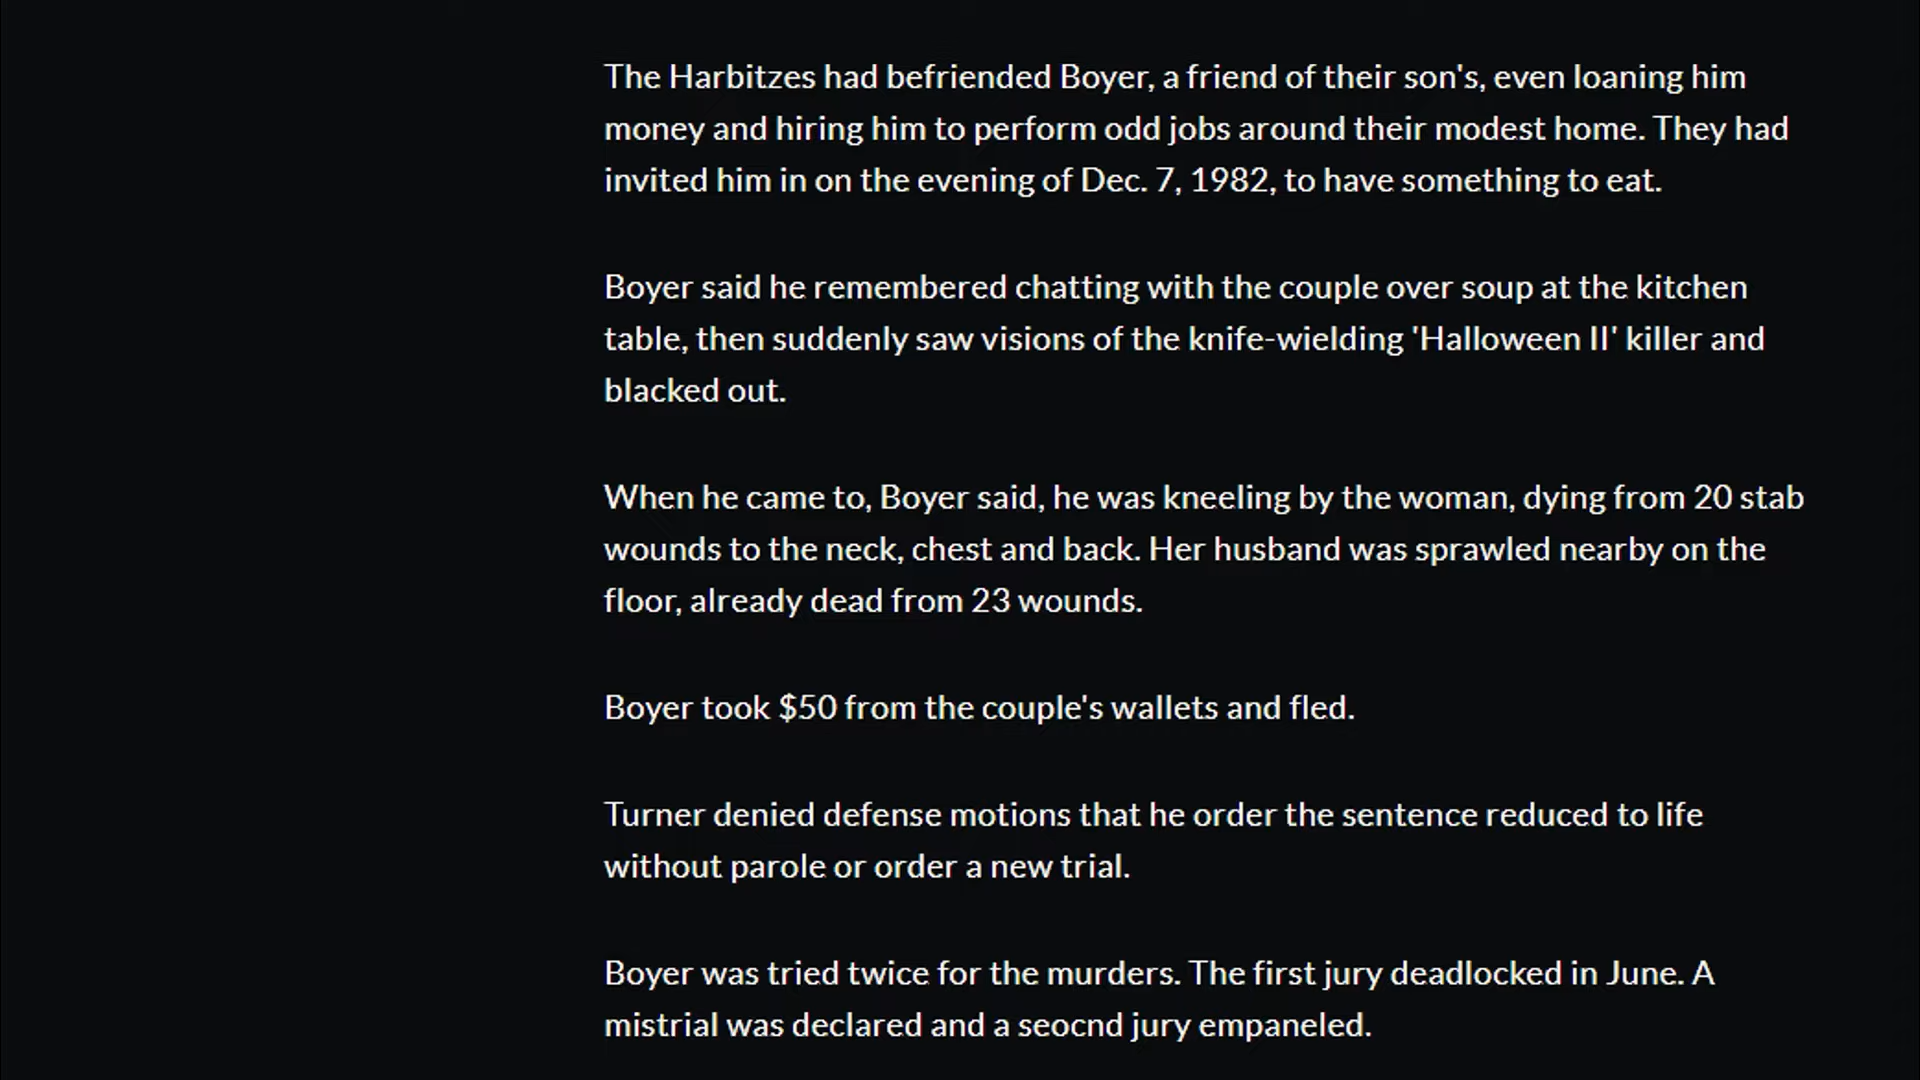 The Harbitzes had befriended Boyer, a friend of their son's, even loaning him
money and hiring him to perform odd jobs around their modest home. They had
invited him in on the evening of Dec. 7, 1982, to have something to eat.
Boyer said he remembered chatting with the couple over soup at the kitchen
table, then suddenly saw visions of the knife-wielding 'Halloween II' killer and
blacked out.
When he came to, Boyer said, he was kneeling by the woman, dying from 20 stab
wounds to the neck, chest and back. Her husband was sprawled nearby on the
floor, already dead from 23 wounds.
Boyer took $50 from the couple's wallets and fled.
Turner denied defense motions that he order the sentence reduced to life
without parole or order a new trial.
Boyer was tried twice for the murders. The first jury deadlocked in June. A
mistrial was declared and a seocnd jury empaneled.